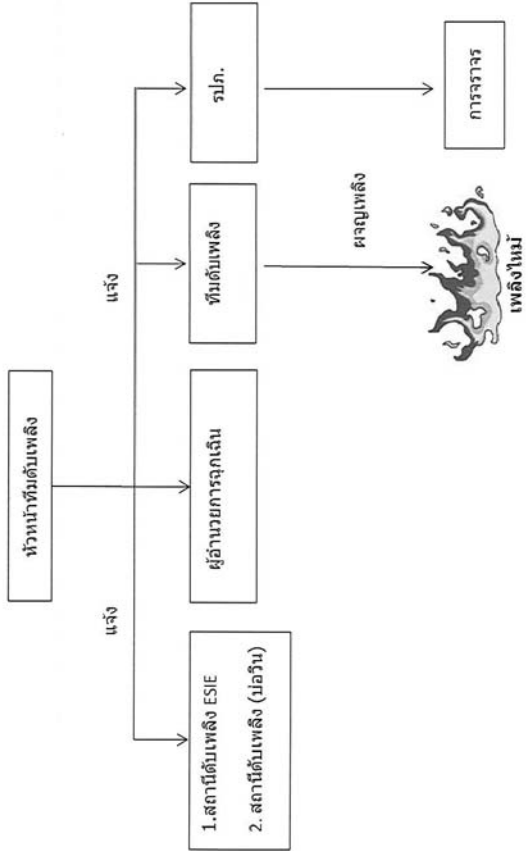 หัวหน้าทีมดับเพลิง
แจ้ง
แจ้ง
1.สถานีดับเพลิง ESIE
2. สถานีดับเพลิง (บ่อวิน)
ผู้อำนวยการฉุกเฉิน
ทีมดับเพลิง
รปภ.
ผจญเพลิง
เพลิงไหม้
การจราจร